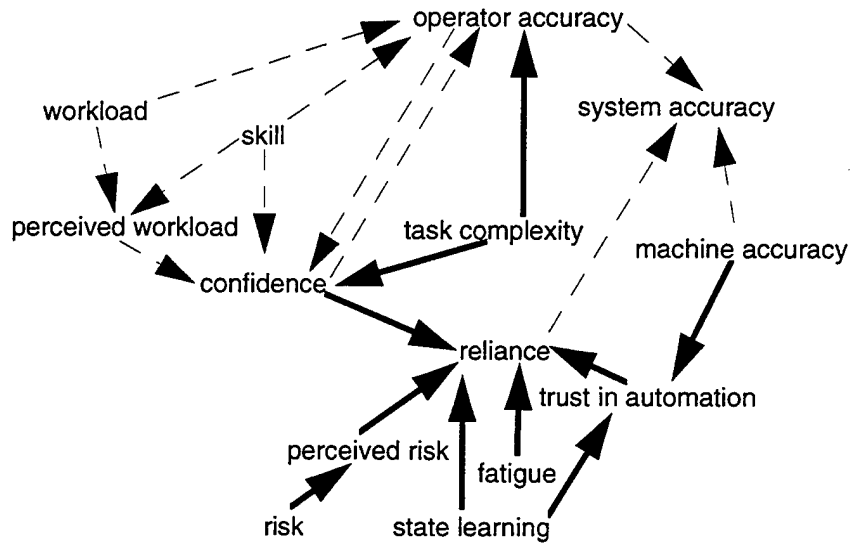 operator accuracy
workload
system accuracy
skill
perceived workload
task complexity
machine accuracy
confidence
reliance
trust in automation
perceived risk
fatigue
risk
state learning